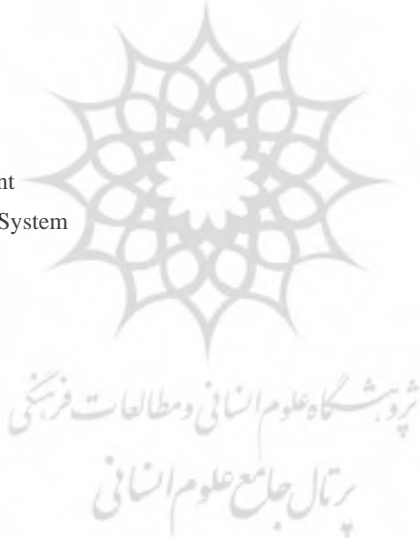 nt
System
پژوهشگاه علوم انسانی و مطالعات فرهنگی
پرتال جامع علوم انسانی